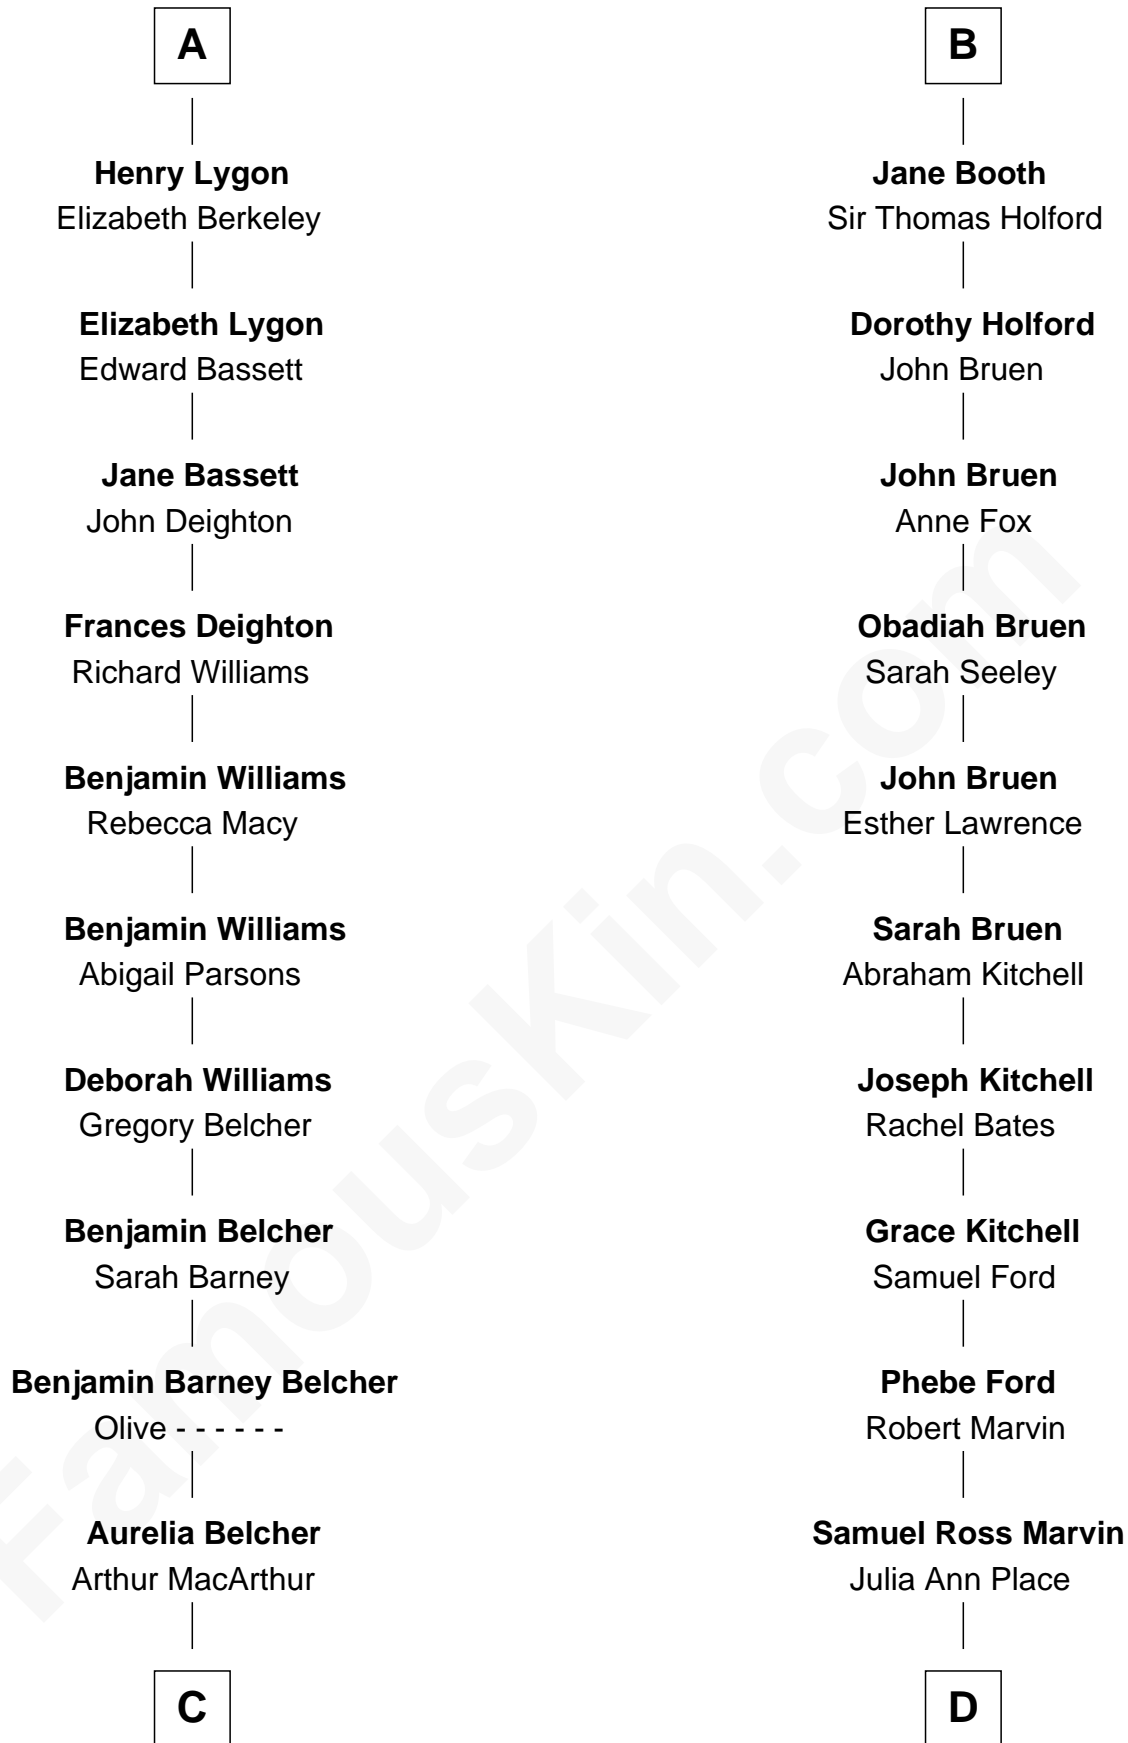 A
Henry Lygon
Elizabeth Berkeley
Elizabeth Lygon
Edward Bassett
Jane Bassett
John Deighton
Frances Deighton
Richard Williams
Benjamin Williams
Rebecca Macy
Benjamin Williams
Abigail Parsons
Deborah Williams
Gregory Belcher
Benjamin Belcher
Sarah Barney
Benjamin Barney Belcher
Olive - - - - - -
Aurelia Belcher
Arthur MacArthur
C
B
Jane Booth
Sir Thomas Holford
Dorothy Holford
John Bruen
John Bruen
Anne Fox
Obadiah Bruen
Sarah Seeley
John Bruen
Esther Lawrence
Sarah Bruen
Abraham Kitchell
Joseph Kitchell
Rachel Bates
Grace Kitchell
Samuel Ford
Phebe Ford
Robert Marvin
Samuel Ross Marvin
Julia Ann Place
D
FamousKin.com